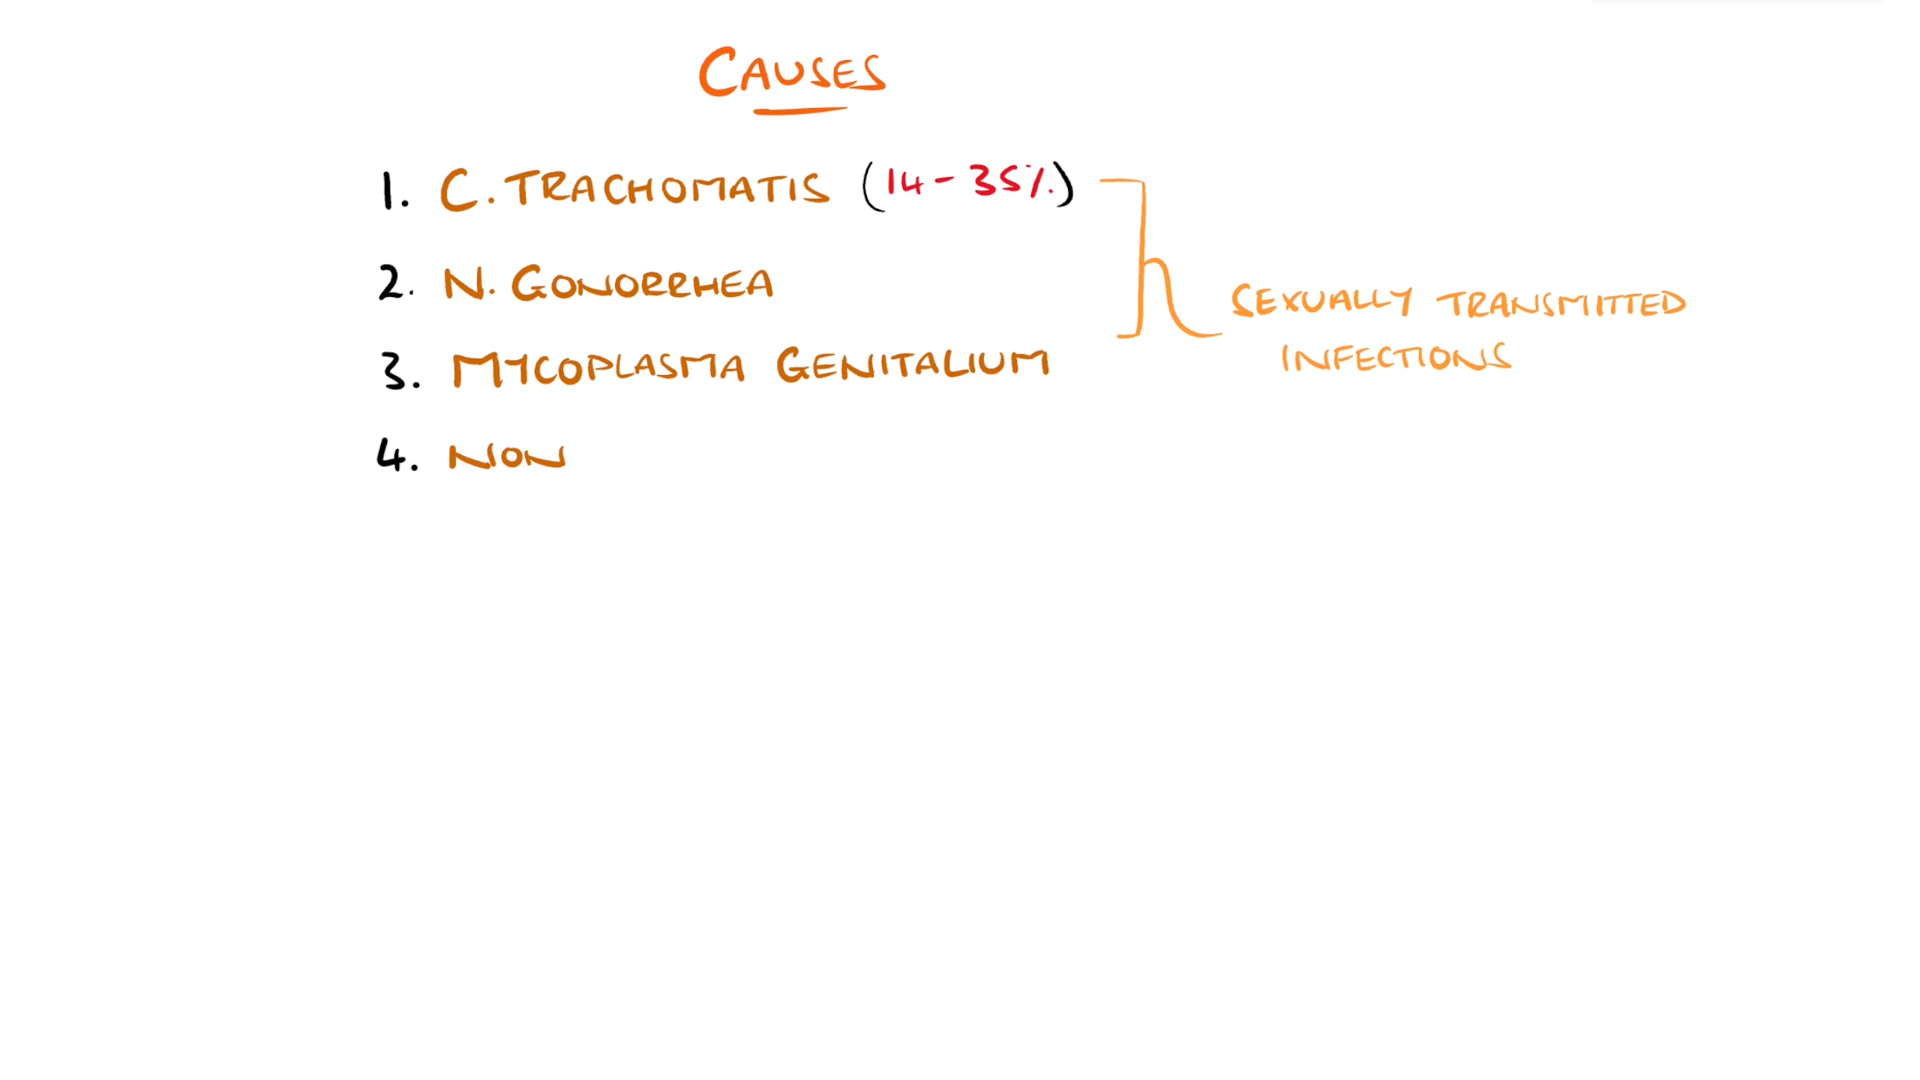 CAUSES
1. C. TRACHOMATIS (14-35%)
2. N. GONORRHEA
SEXUALLY TRANSMITTED
INFECTIONS
3. MYCOPLASMA GENITALIUM
4. NON